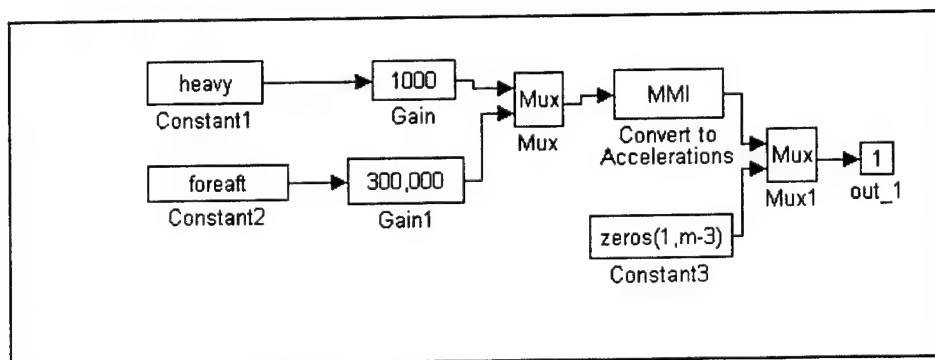 heavy
Constant1
1000
Gain
Mux
Mux
MMI
Convert to
Accelerations
foreaft
Constant2
300,000
Gain1
Mux
Mux1
1
out_1
zeros(1,m-3)
Constant3